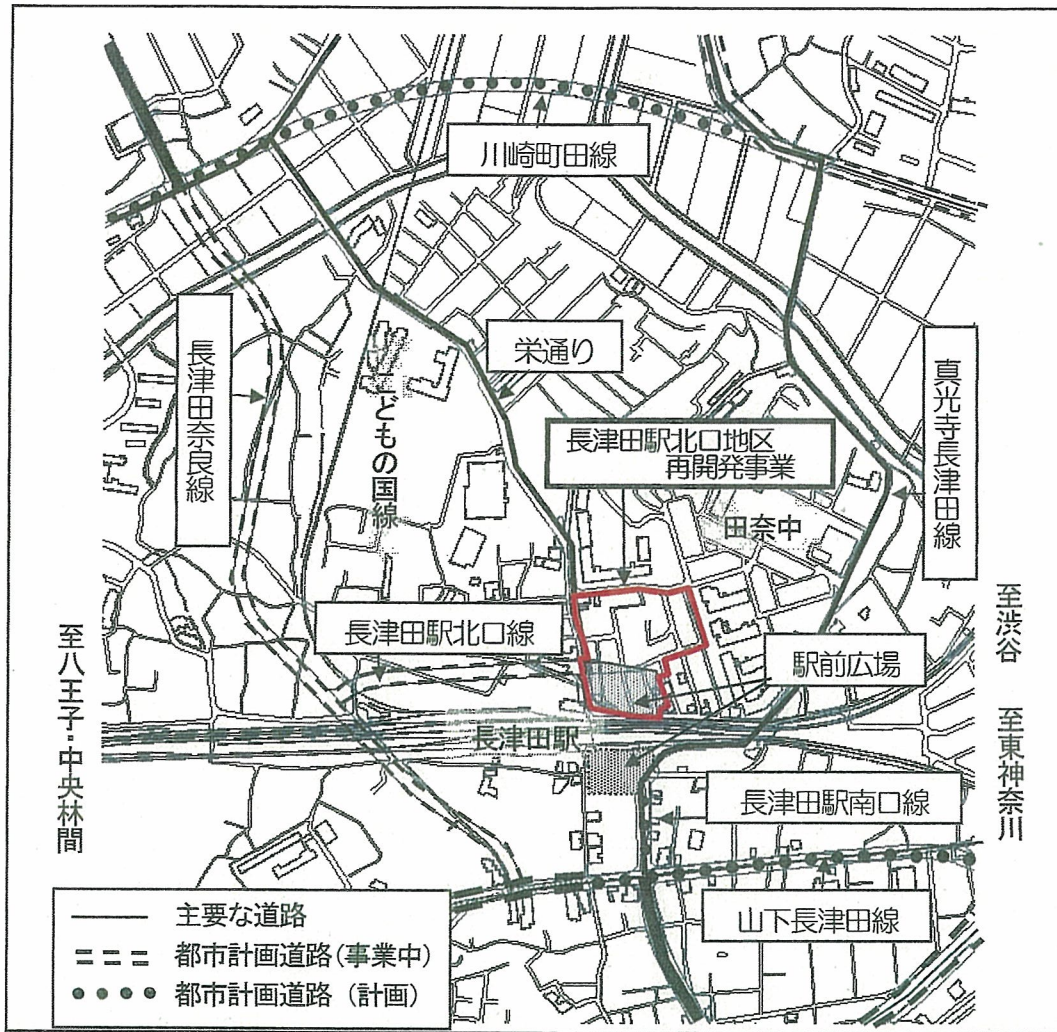 川崎町田線
栄通り
長津田奈良線
こどもの国線
長津田駅北口地区
再開発事業
田奈中
真光寺長津田線
長津田駅北口線
駅前広場
至渋谷
至八王子・中央林間
長津田駅
至東神奈川
長津田駅南口線
山下長津田線
主要な道路
都市計画道路(事業中)
都市計画道路(計画)